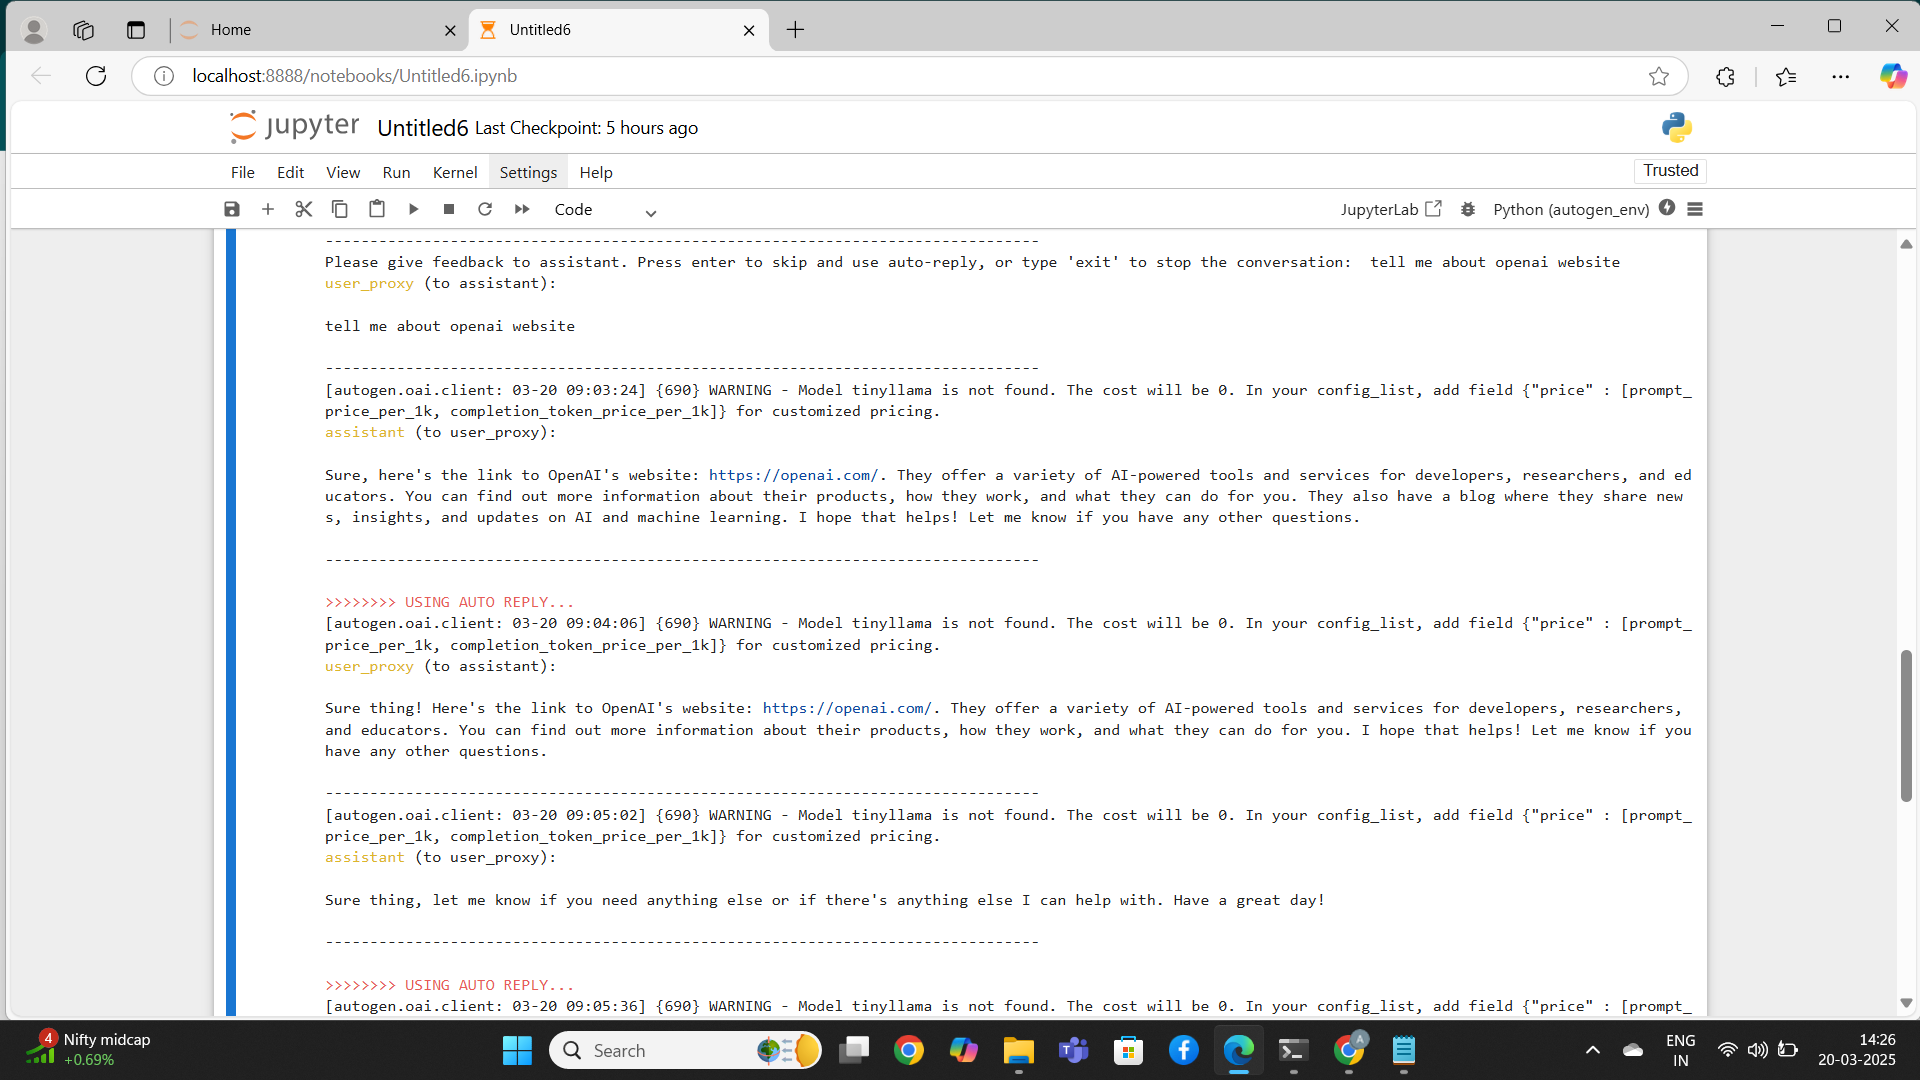 Home
Untitled6
localhost:8888/notebooks/Untitled6.ipynb
jupyter Untitled6 Last Checkpoint: 5 hours ago
File Edit View Run Kernel Settings Help
Trusted
Code
JupyterLab
Python (autogen_env)
--------------------------------------------------------------------------------
Please give feedback to assistant. Press enter to skip and use auto-reply, or type 'exit' to stop the conversation:  tell me about openai website
user_proxy (to assistant):
tell me about openai website
--------------------------------------------------------------------------------
[autogen.oai.client: 03-20 09:03:24] {690} WARNING - Model tinyllama is not found. The cost will be 0. In your config_list, add field {"price" : [prompt_
price_per_1k, completion_token_price_per_1k]} for customized pricing.
assistant (to user_proxy):
Sure, here's the link to OpenAI's website: https://openai.com/. They offer a variety of AI-powered tools and services for developers, researchers, and ed
ucators. You can find out more information about their products, how they work, and what they can do for you. They also have a blog where they share new
s, insights, and updates on AI and machine learning. I hope that helps! Let me know if you have any other questions.
--------------------------------------------------------------------------------
>>>>>>>> USING AUTO REPLY...
[autogen.oai.client: 03-20 09:04:06] {690} WARNING - Model tinyllama is not found. The cost will be 0. In your config_list, add field {"price" : [prompt_
price_per_1k, completion_token_price_per_1k]} for customized pricing.
user_proxy (to assistant):
Sure thing! Here's the link to OpenAI's website: https://openai.com/. They offer a variety of AI-powered tools and services for developers, researchers,
and educators. You can find out more information about their products, how they work, and what they can do for you. I hope that helps! Let me know if you
have any other questions.
--------------------------------------------------------------------------------
[autogen.oai.client: 03-20 09:05:02] {690} WARNING - Model tinyllama is not found. The cost will be 0. In your config_list, add field {"price" : [prompt_
price_per_1k, completion_token_price_per_1k]} for customized pricing.
assistant (to user_proxy):
Sure thing, let me know if you need anything else or if there's anything else I can help with. Have a great day!
--------------------------------------------------------------------------------
>>>>>>>> USING AUTO REPLY...
[autogen.oai.client: 03-20 09:05:36] {690} WARNING - Model tinyllama is not found. The cost will be 0. In your config_list, add field {"price" : [prompt_
4
Nifty midcap
+0.69%
Search
A
ENG
IN
14:26
20-03-2025